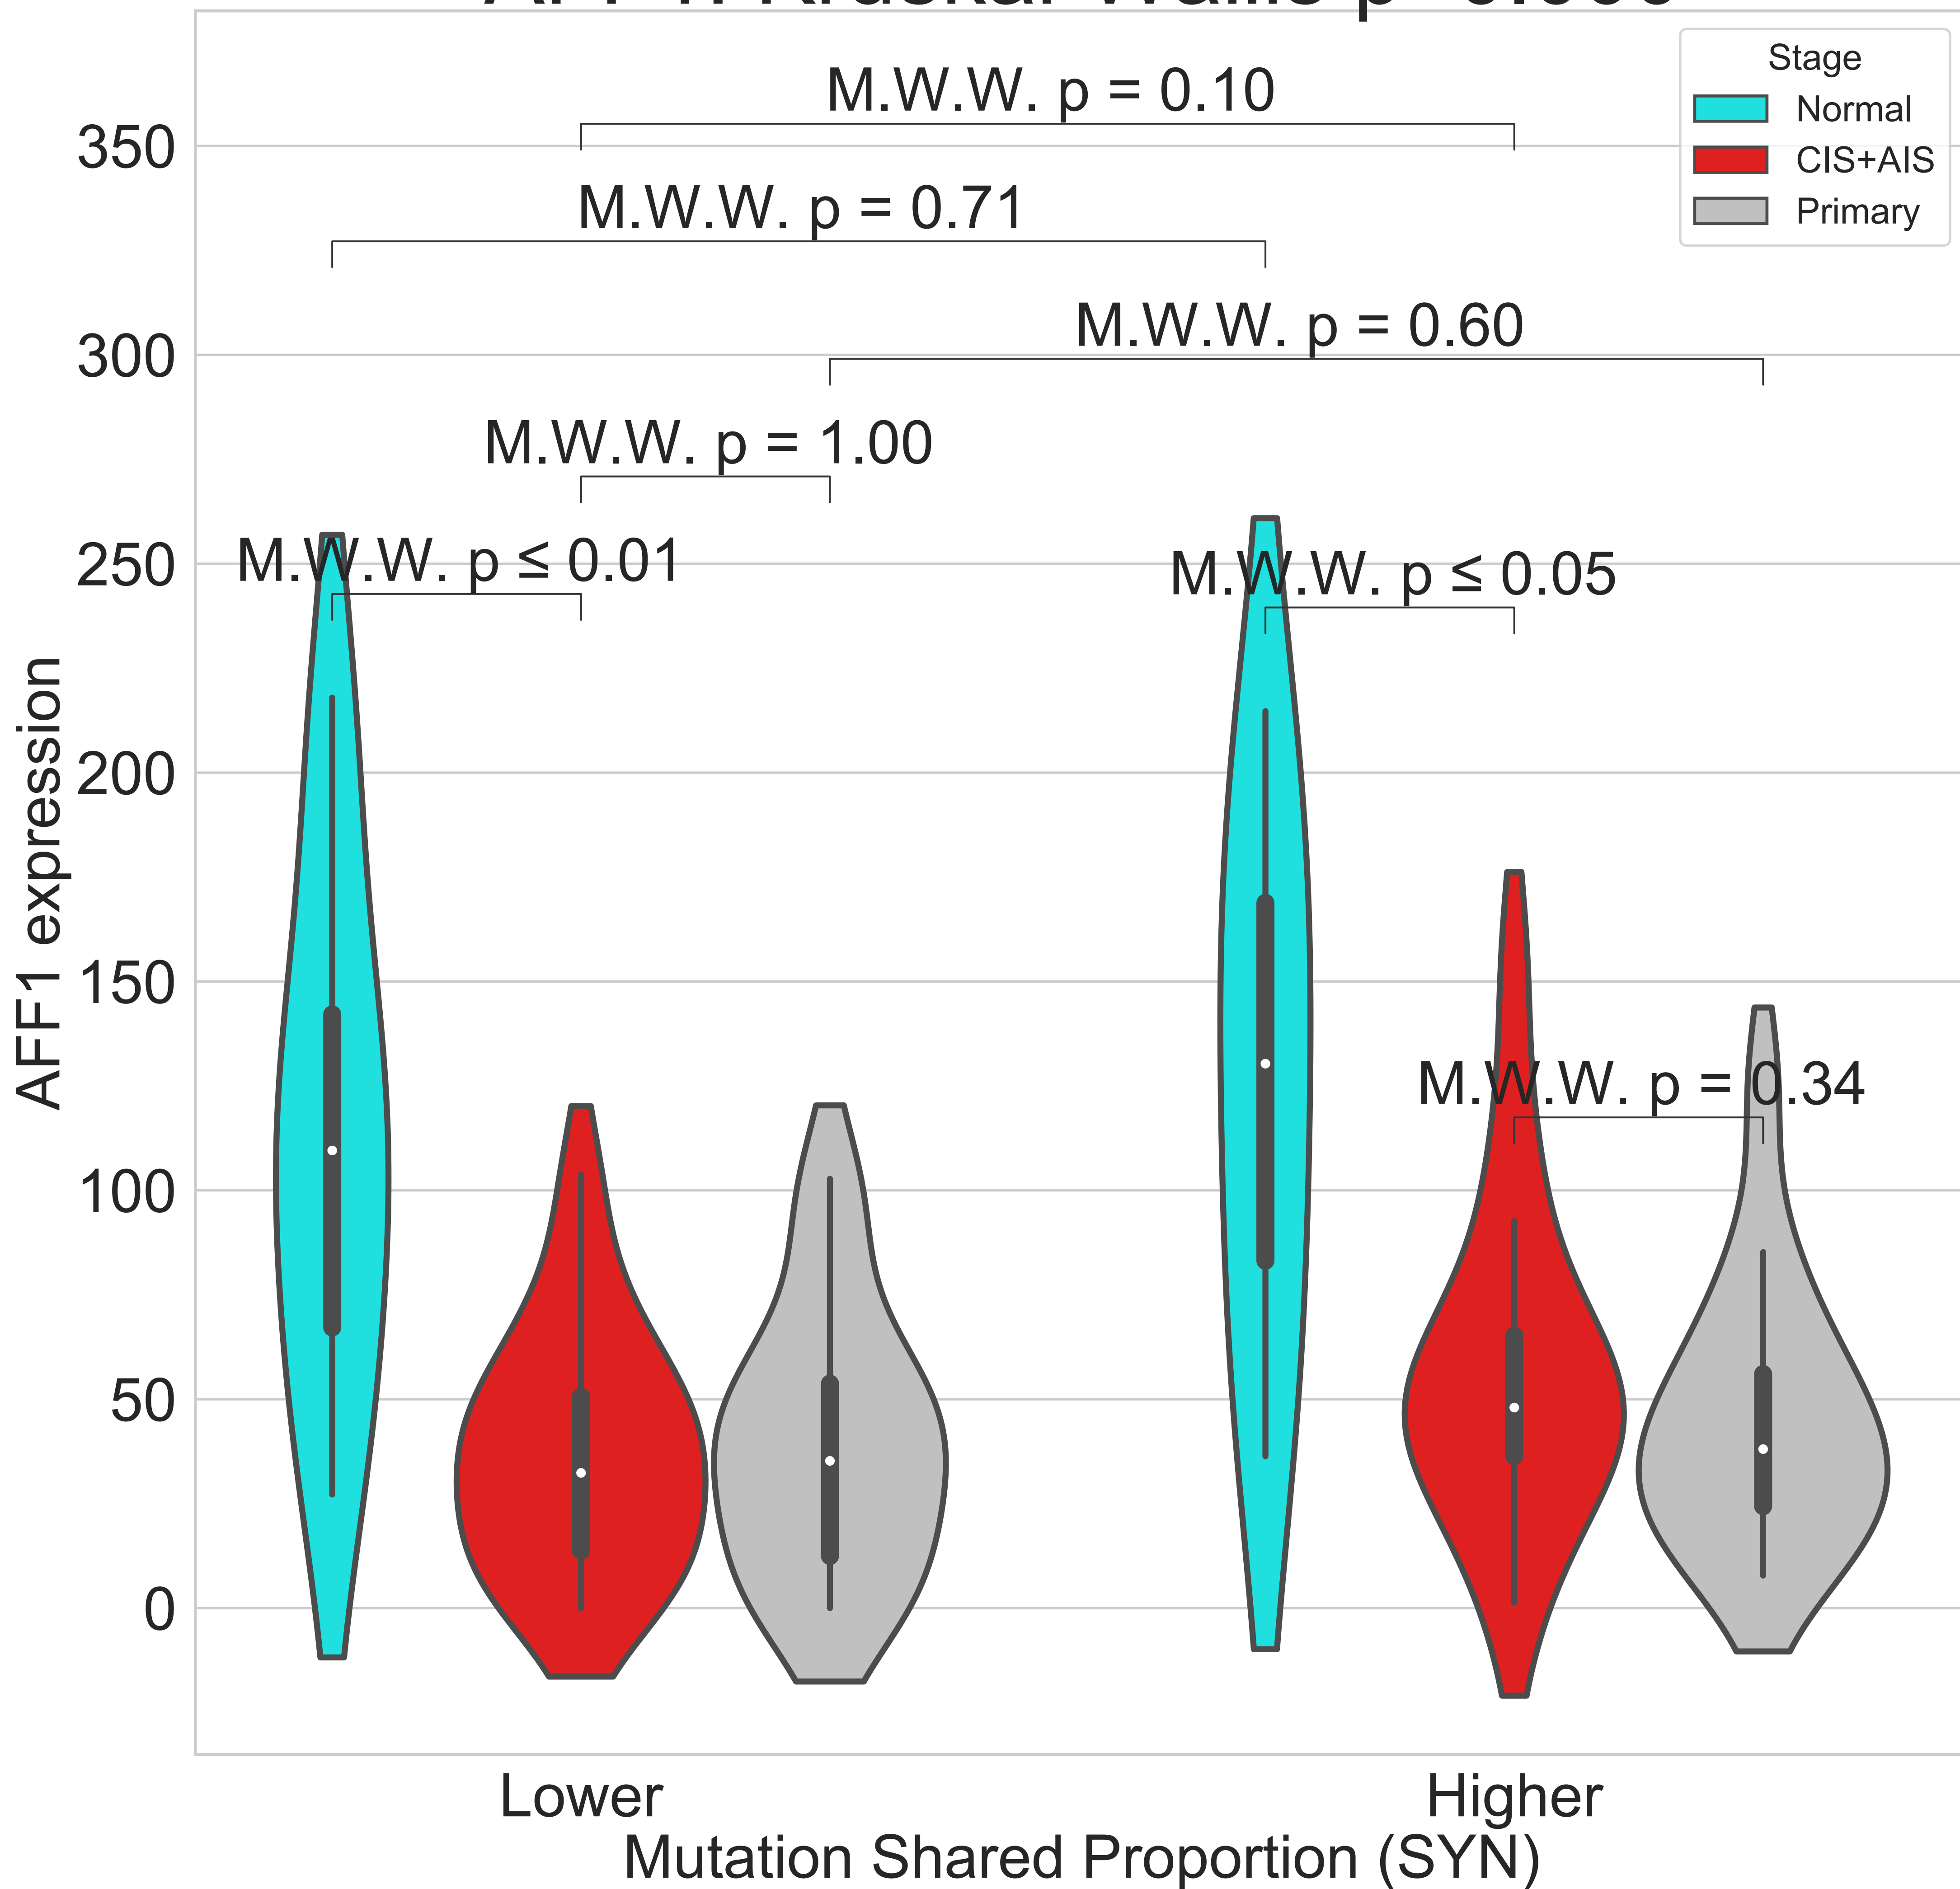 Stage
Normal
CIS+AIS
Primary
M.W.W. p = 0.10
M.W.W. p = 0.71
M.W.W. p = 0.60
M.W.W. p = 1.00
M.W.W. p ≤ 0.01
M.W.W. p ≤ 0.05
M.W.W. p = 0.34
350
300
250
200
150
100
50
0
AFF1 expression
Lower
Higher
Mutation Shared Proportion (SYN)